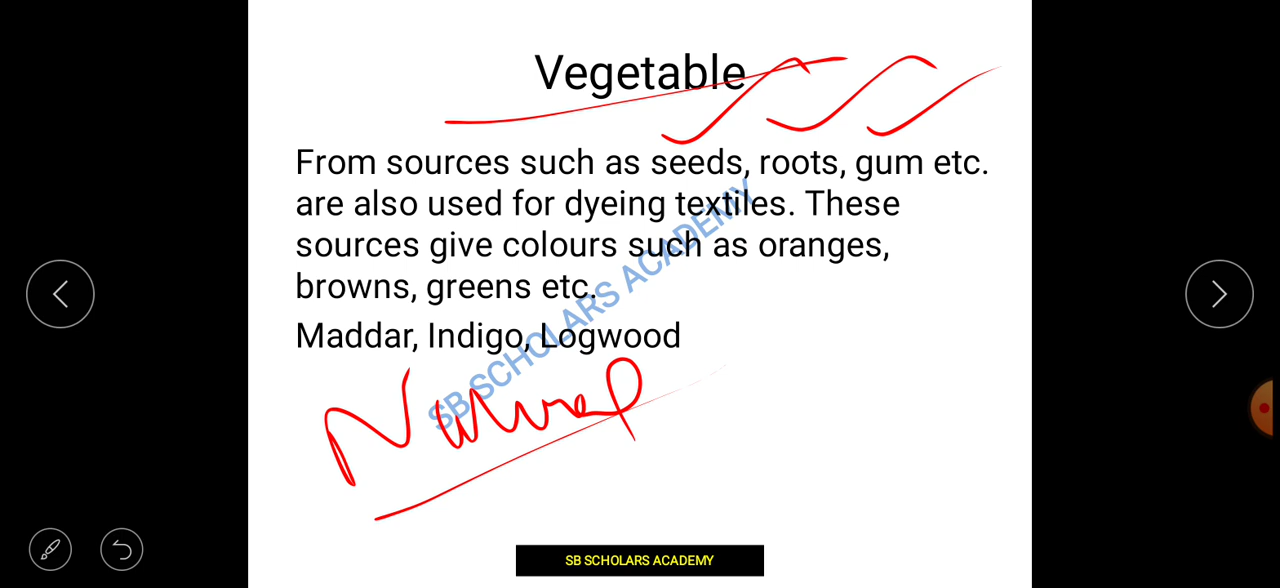 Vegetable
From sources such as seeds, roots, gum etc.
are also used for dyeing textiles. These
sources give colours such as oranges,
browns, greens etc.
Maddar, Indigo, Logwood
SB SCHOLARS ACADEMY
Natural
SB SCHOLARS ACADEMY